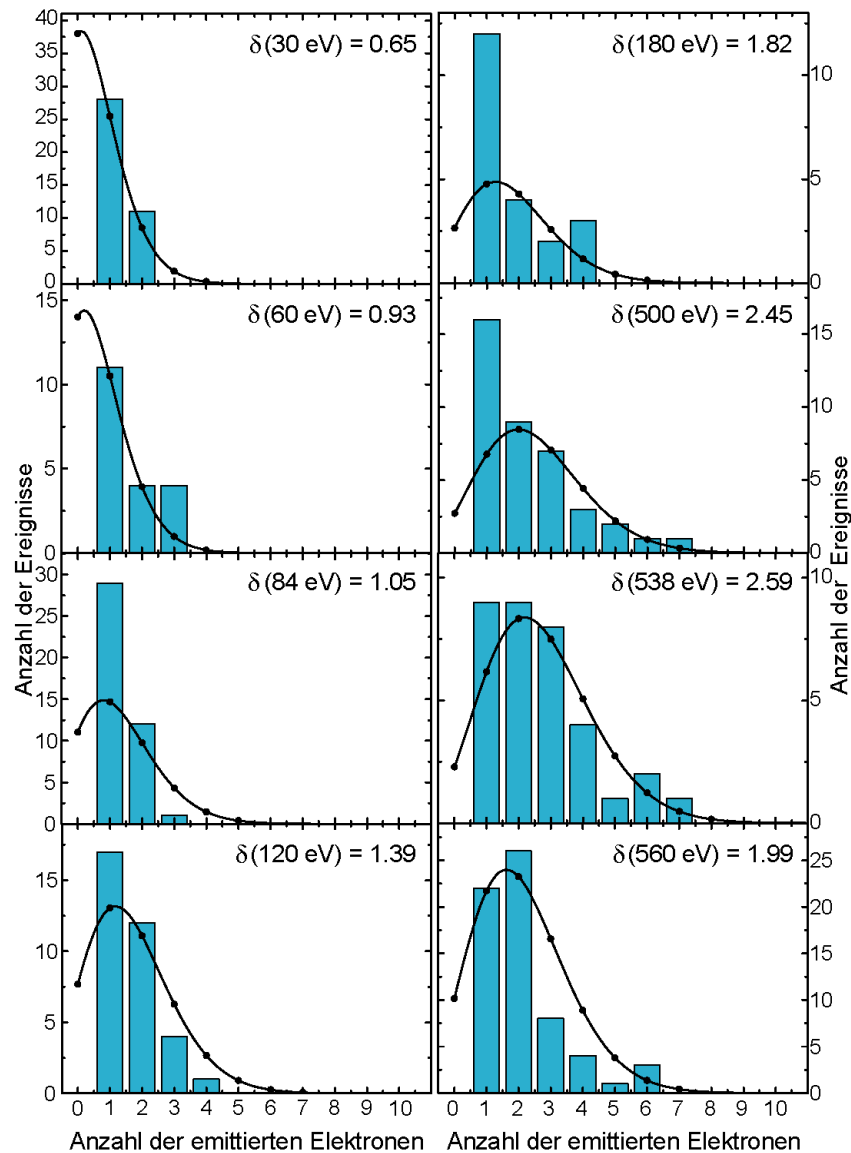 δ(30 eV) = 0.65
40
35
30
25
20
15
10
5
0
δ(180 eV) = 1.82
10
5
0
δ(60 eV) = 0.93
15
10
5
0
δ(500 eV) = 2.45
15
10
5
0
δ(84 eV) = 1.05
30
25
20
15
10
5
0
δ(538 eV) = 2.59
10
5
0
δ(120 eV) = 1.39
15
10
5
0
δ(560 eV) = 1.99
25
20
15
10
5
0
Anzahl der Ereignisse
Anzahl der Ereignisse
0 1 2 3 4 5 6 7 8 9 10
0 1 2 3 4 5 6 7 8 9 10
Anzahl der emittierten Elektronen
Anzahl der emittierten Elektronen